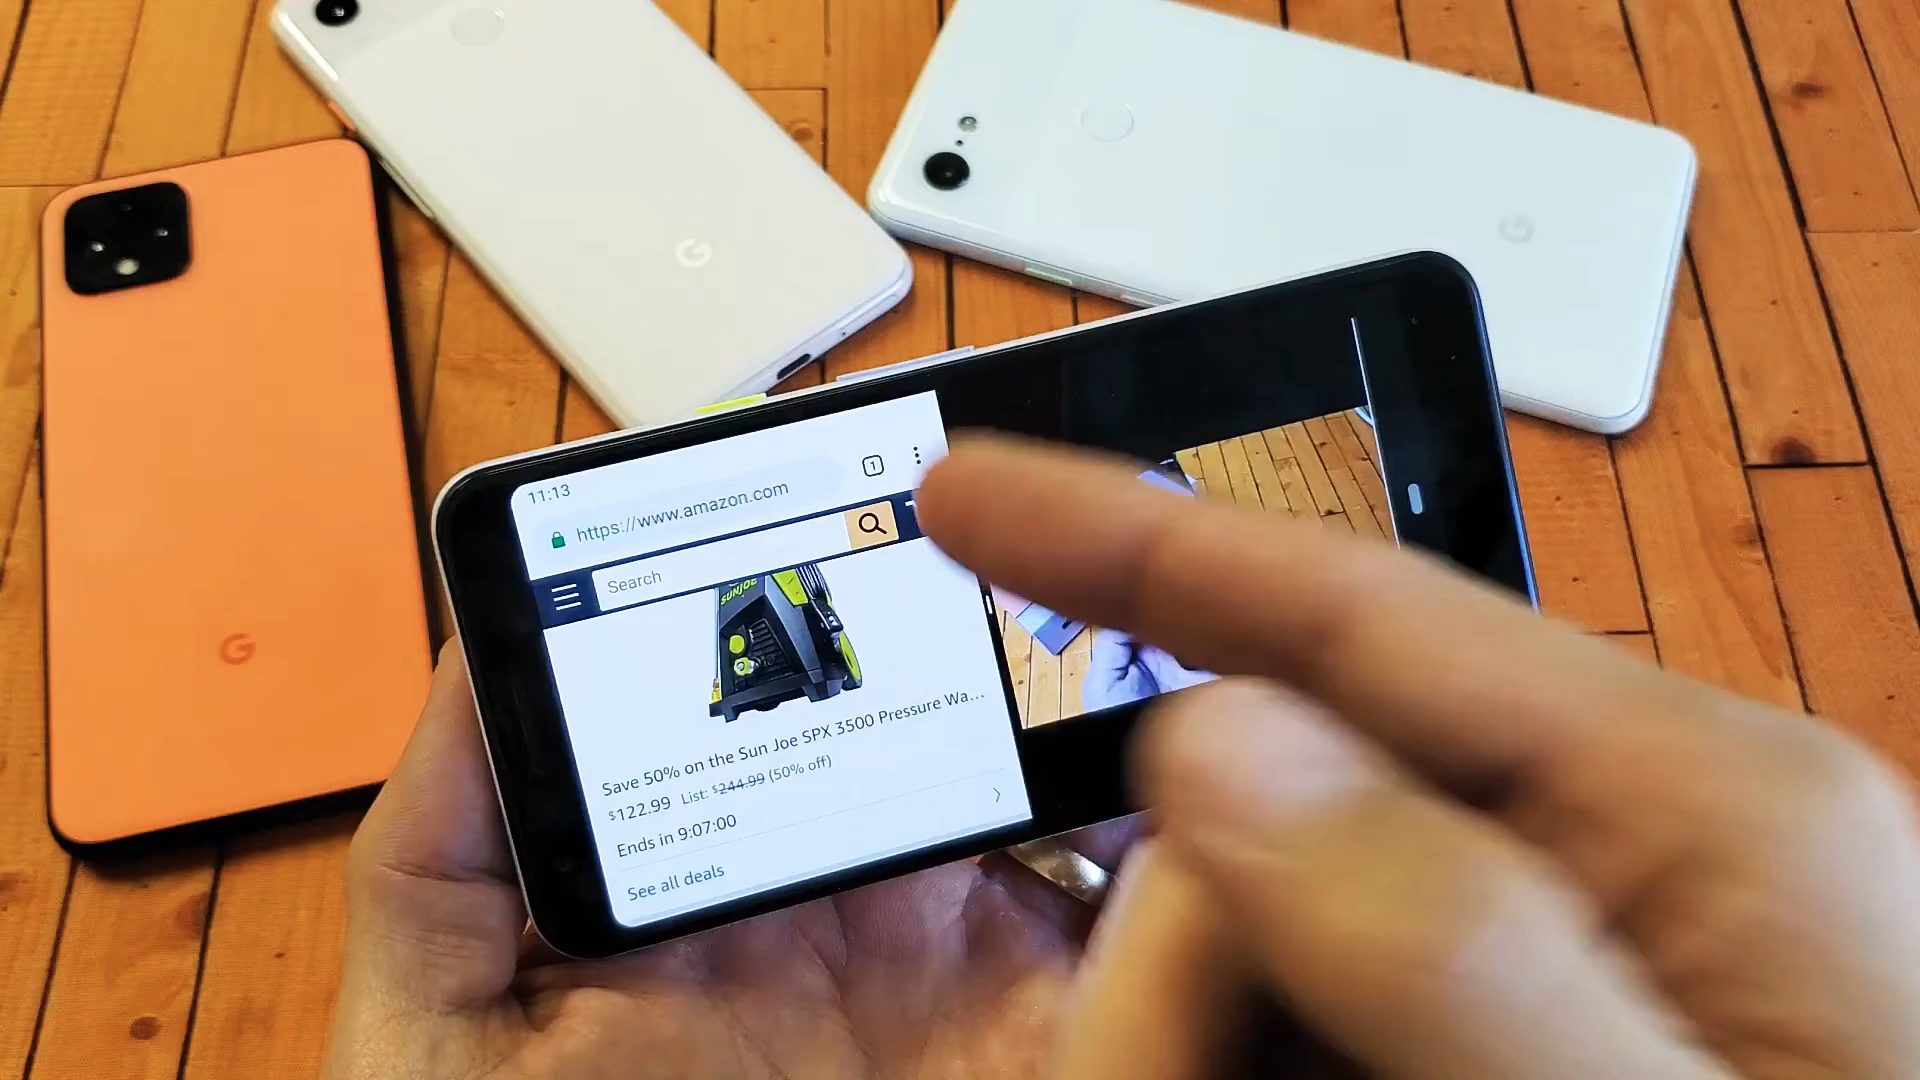 G
G
G
11:13
https://www.amazon.com
1
Search
SUNJOE
Save 50% on the Sun Joe SPX 3500 Pressure Wa...
$122.99 List: $244.99 (50% off)
Ends in 9:07:00
See all deals